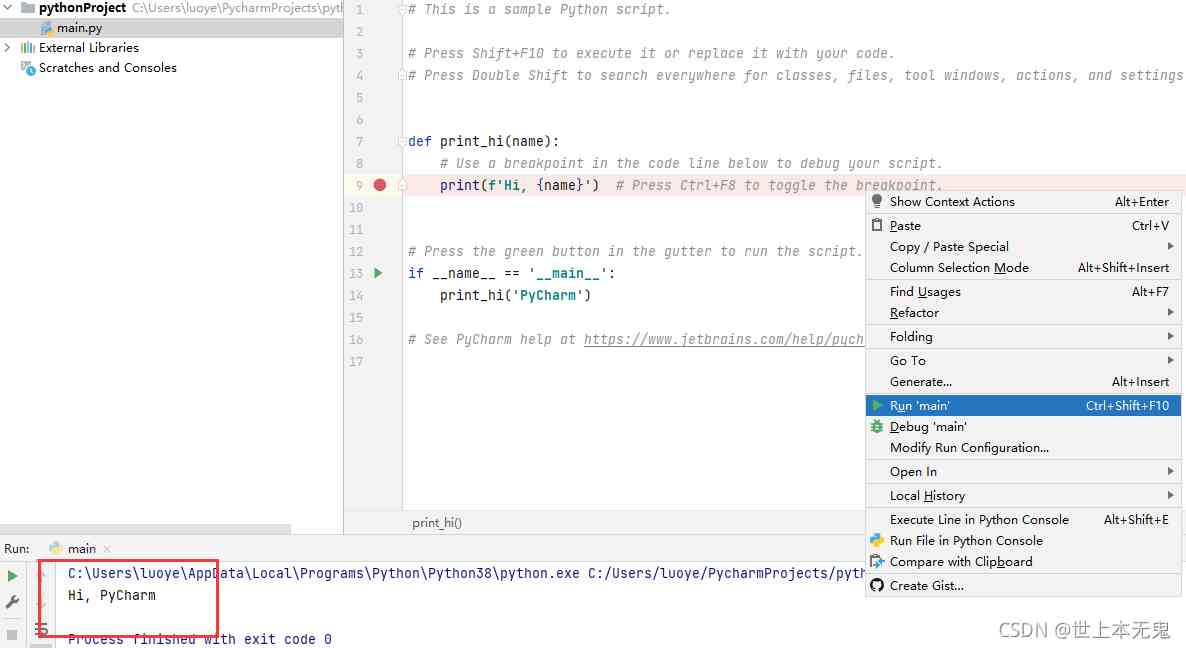 pythonProject C:\Users\luoye\PycharmProjects\pyth
main.py
External Libraries
Scratches and Consoles
1 # This is a sample Python script.
2
3 # Press Shift+F10 to execute it or replace it with your code.
4 # Press Double Shift to search everywhere for classes, files, tool windows, actions, and settings
5
6
7 def print_hi(name):
8 # Use a breakpoint in the code line below to debug your script.
9 print(f'Hi, {name}') # Press Ctrl+F8 to toggle the breakpoint.
10
11
12 # Press the green button in the gutter to run the script.
13 if __name__ == '__main__':
14 print_hi('PyCharm')
15
16 # See PyCharm help at https://www.jetbrains.com/help/pych
17
print_hi()
Show Context Actions Alt+Enter
Paste Ctrl+V
Copy / Paste Special
Column Selection Mode Alt+Shift+Insert
Find Usages Alt+F7
Refactor
Folding
Go To
Generate... Alt+Insert
Run 'main' Ctrl+Shift+F10
Debug 'main'
Modify Run Configuration...
Open In
Local History
Execute Line in Python Console Alt+Shift+E
Run File in Python Console
Compare with Clipboard
Create Gist...
Run: main
C:\Users\luoye\AppData\Local\Programs\Python\Python38\python.exe C:/Users/luoye/PycharmProjects/pyth
Hi, PyCharm
Process finished with exit code 0
CSDN @世上本无鬼